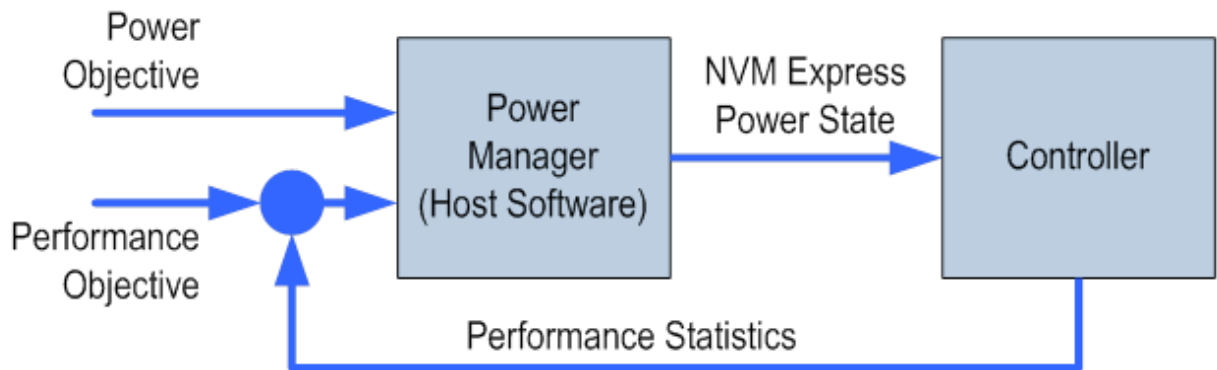 Power
Objective
Performance
Objective
Power
Manager
(Host Software)
NVM Express
Power State
Controller
Performance Statistics